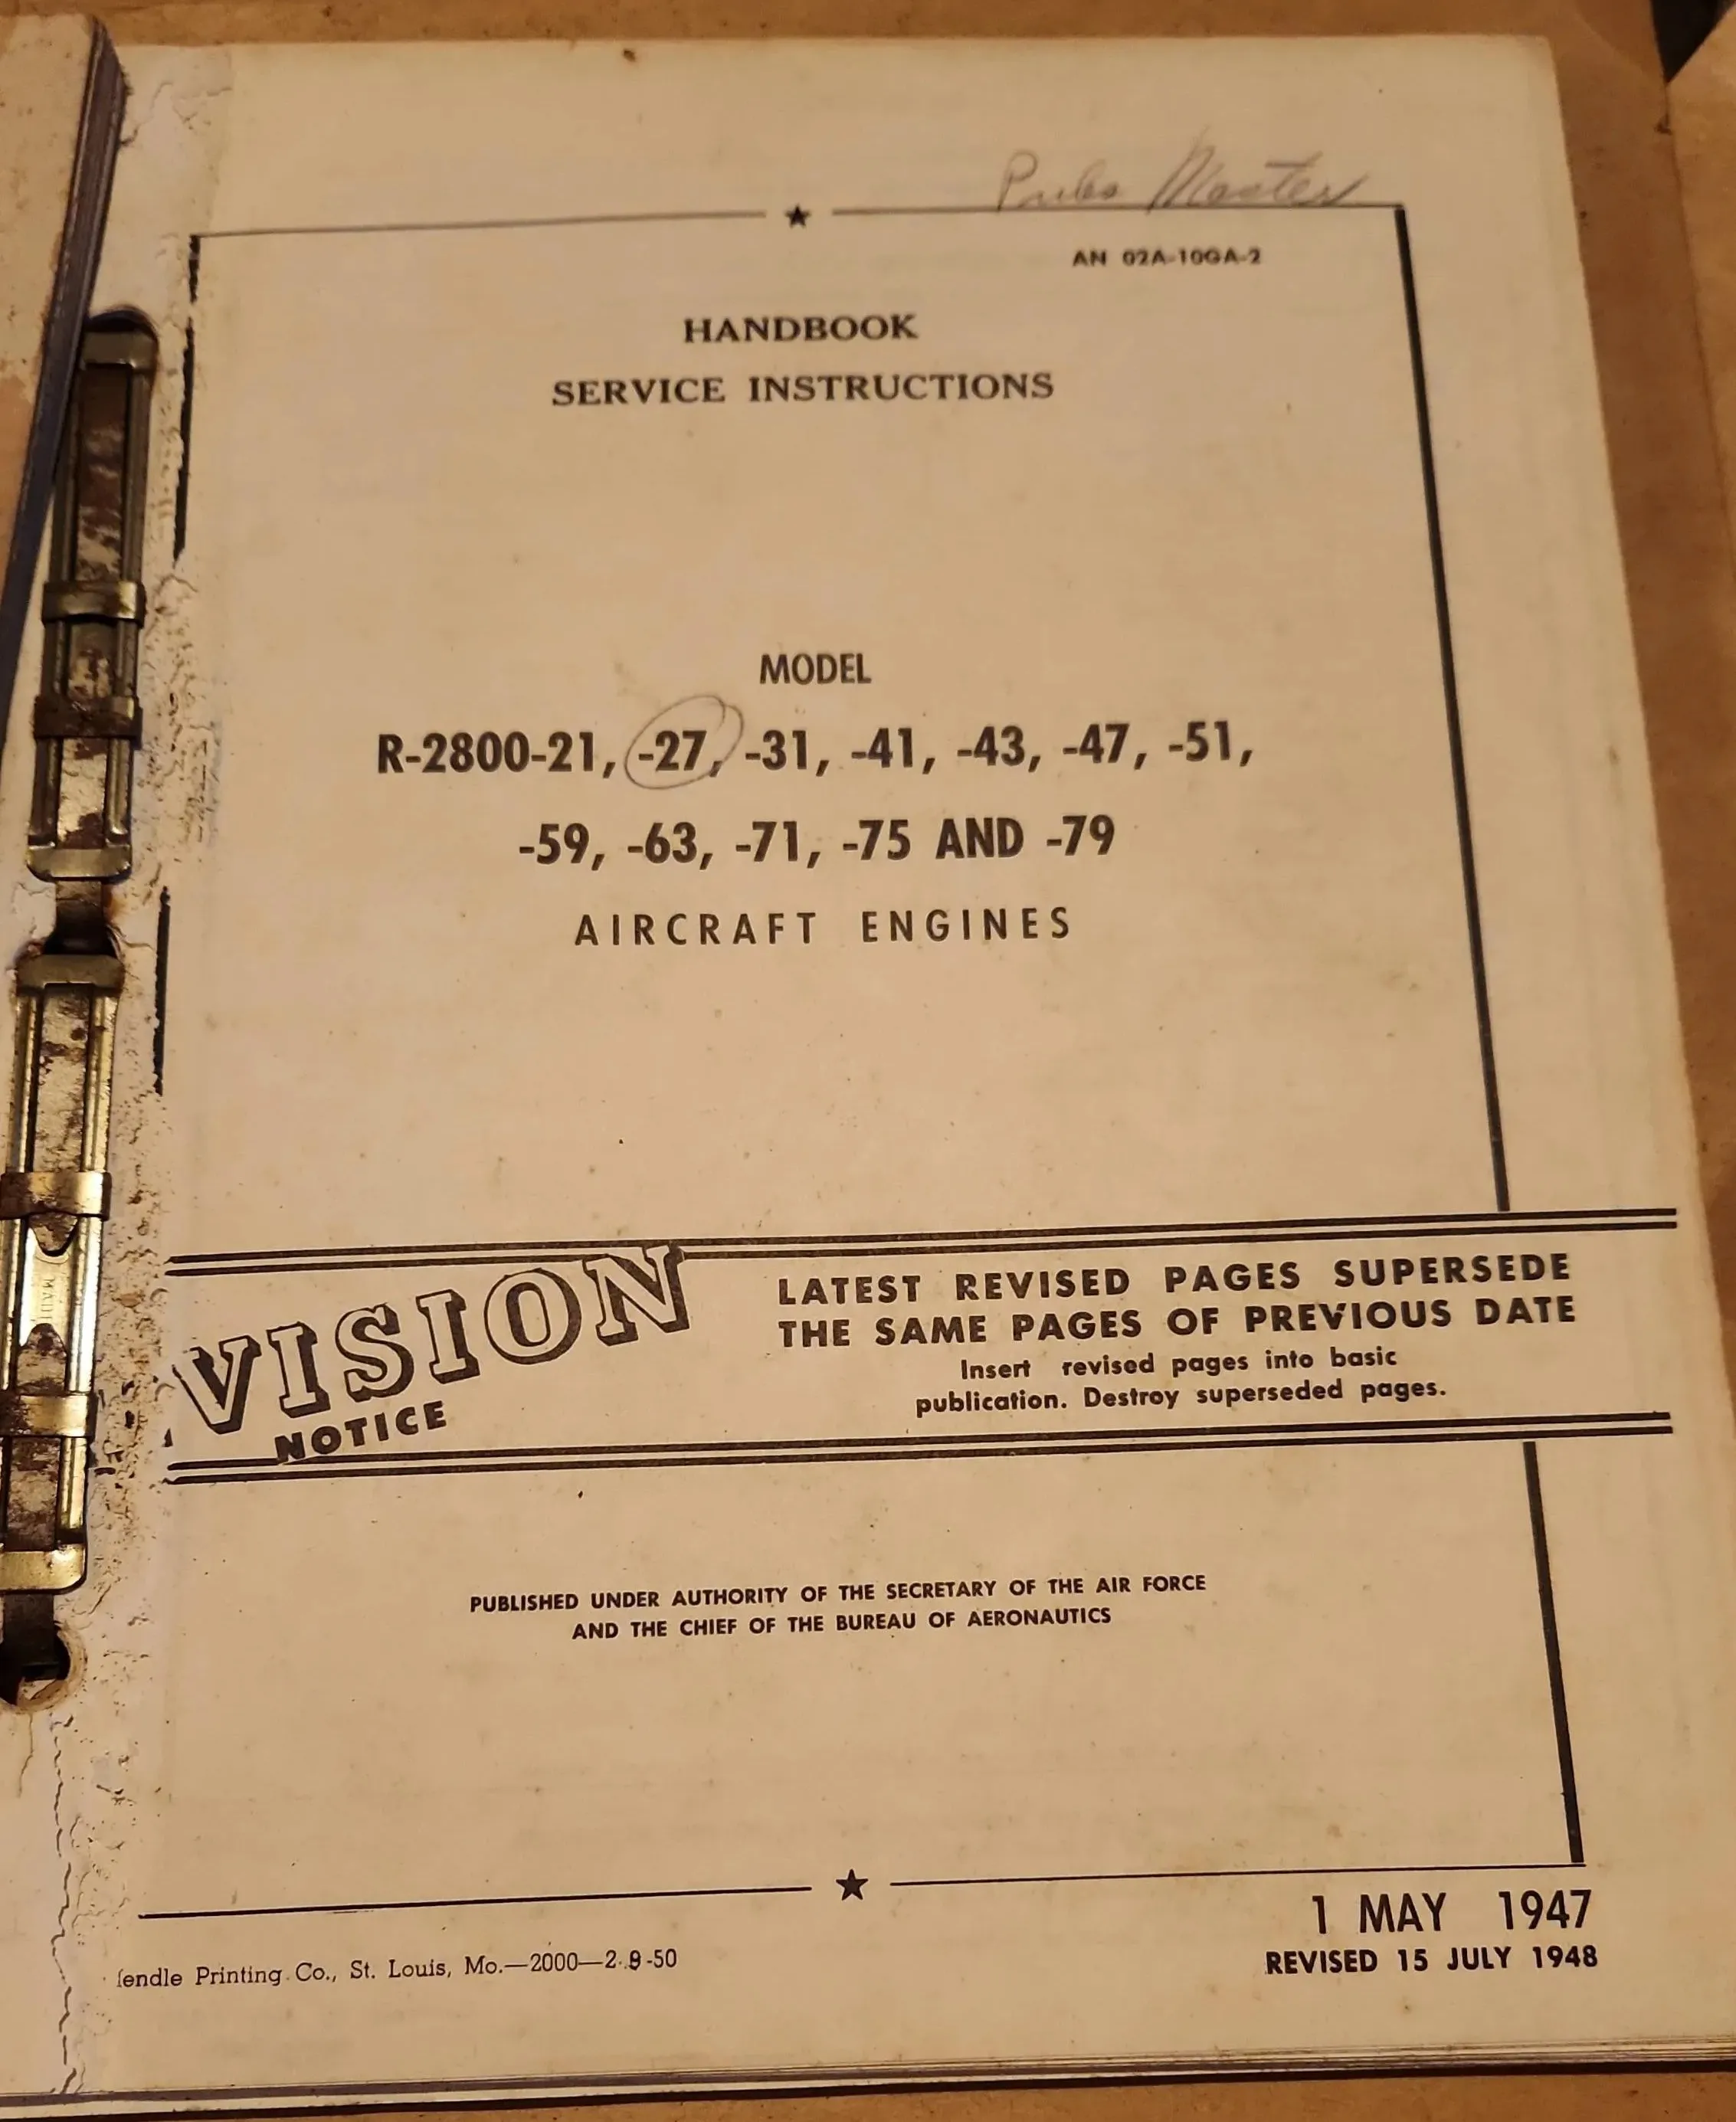 Pubs Master
AN 02A-10GA-2
HANDBOOK
SERVICE INSTRUCTIONS
MODEL
R-2800-21, -27, -31, -41, -43, -47, -51,
-59, -63, -71, -75 AND -79
AIRCRAFT ENGINES
VISION
NOTICE
LATEST REVISED PAGES SUPERSEDE
THE SAME PAGES OF PREVIOUS DATE
Insert revised pages into basic
publication. Destroy superseded pages.
PUBLISHED UNDER AUTHORITY OF THE SECRETARY OF THE AIR FORCE
AND THE CHIEF OF THE BUREAU OF AERONAUTICS
1 MAY 1947
REVISED 15 JULY 1948
endle Printing Co., St. Louis, Mo.—2000—2-8-50